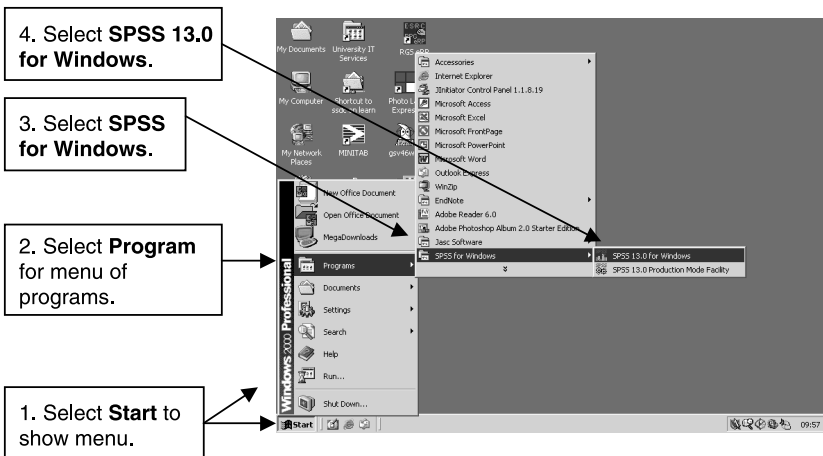 4. Select SPSS 13.0
for Windows.
3. Select SPSS
for Windows.
2. Select Program
for menu of
programs.
1. Select Start to
show menu.
My Documents
University IT
Services
My Computer
Shortcut to
My Network
Places
MINITAB
Accessories
Internet Explorer
JInitiator Control Panel 1.1.8.19
Microsoft Access
Microsoft Excel
Microsoft FrontPage
Microsoft PowerPoint
Microsoft Word
Outlook Express
WinZip
EndNote
Adobe Reader 6.0
Adobe Photoshop Album 2.0 Starter Edition
Jasc Software
SPSS for Windows
SPSS 13.0 for Windows
SPSS 13.0 Production Mode Facility
New Office Document
Open Office Document
MegaDownloads
Programs
Documents
Settings
Search
Help
Run...
Shut Down...
Windows 2000 Professional
Start
09:57